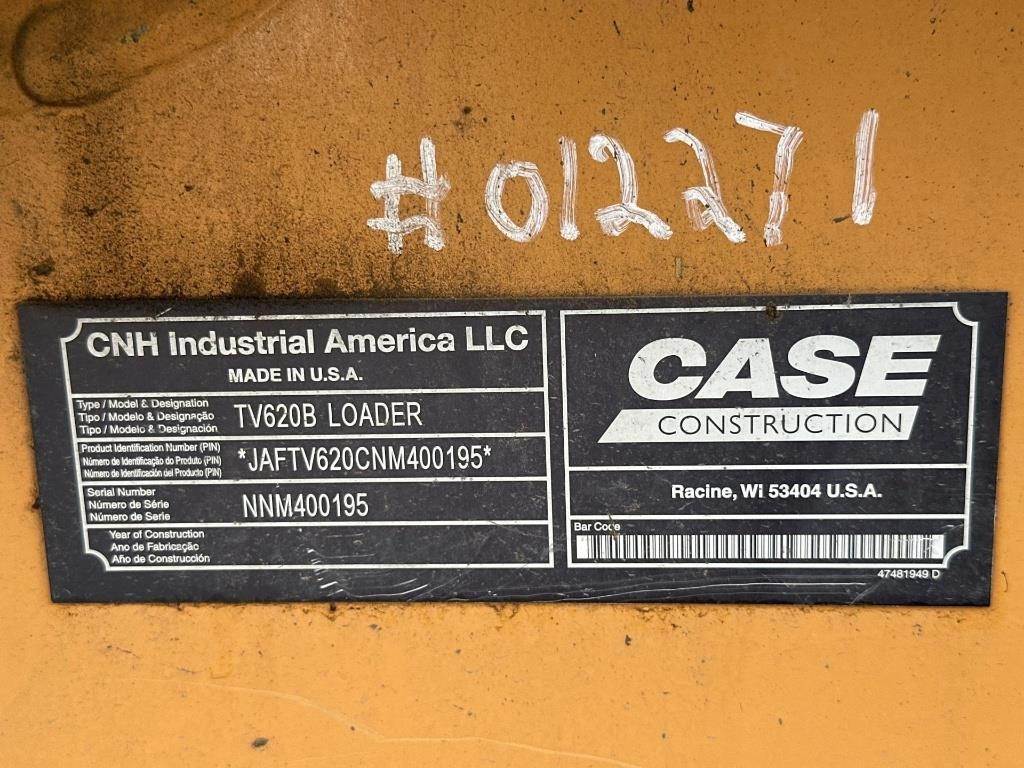 #012271
CNH Industrial America LLC
MADE IN U.S.A.
Type / Model & Designation
Tipo / Modelo & Designação
Tipo / Modelo & Designación
TV620B LOADER
Product Identification Number (PIN)
Número de Identificação do Produto (PIN)
Número de Identificación del Producto (PIN)
*JAFTV620CNM400195*
Serial Number
Número de Série
Número de Serie
NNM400195
Year of Construction
Ano de Fabricação
Año de Construcción
CASE
CONSTRUCTION
Racine, WI 53404 U.S.A.
Bar Code
47481949 D